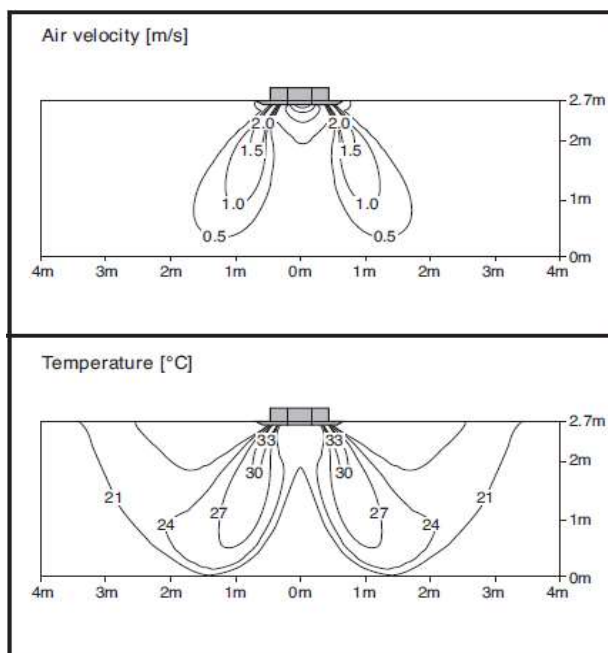 Air velocity [m/s]
2.7m
2.0 2.0
2m
1.5 1.5
1m
1.0 1.0
0.5 0.5
0m
4m 3m 2m 1m 0m 1m 2m 3m 4m
Temperature [°C]
2.7m
33 33
2m
30 30
21 21
27 27
24 24
1m
0m
4m 3m 2m 1m 0m 1m 2m 3m 4m